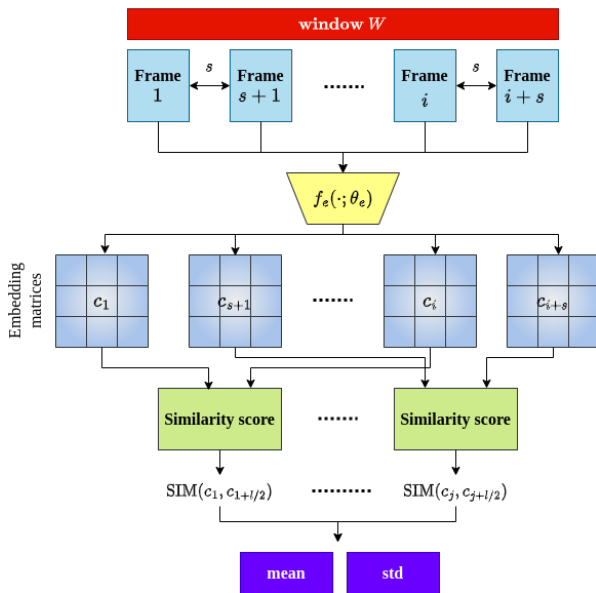 window W
Frame 1
s
Frame s + 1
........
Frame i
s
Frame i + s
f_e(·; θ_e)
Embedding matrices
c_1
c_{s+1}
........
c_i
c_{i+s}
Similarity score
........
Similarity score
SIM(c_1, c_{1+l/2})
...........
SIM(c_j, c_{j+l/2})
mean
std